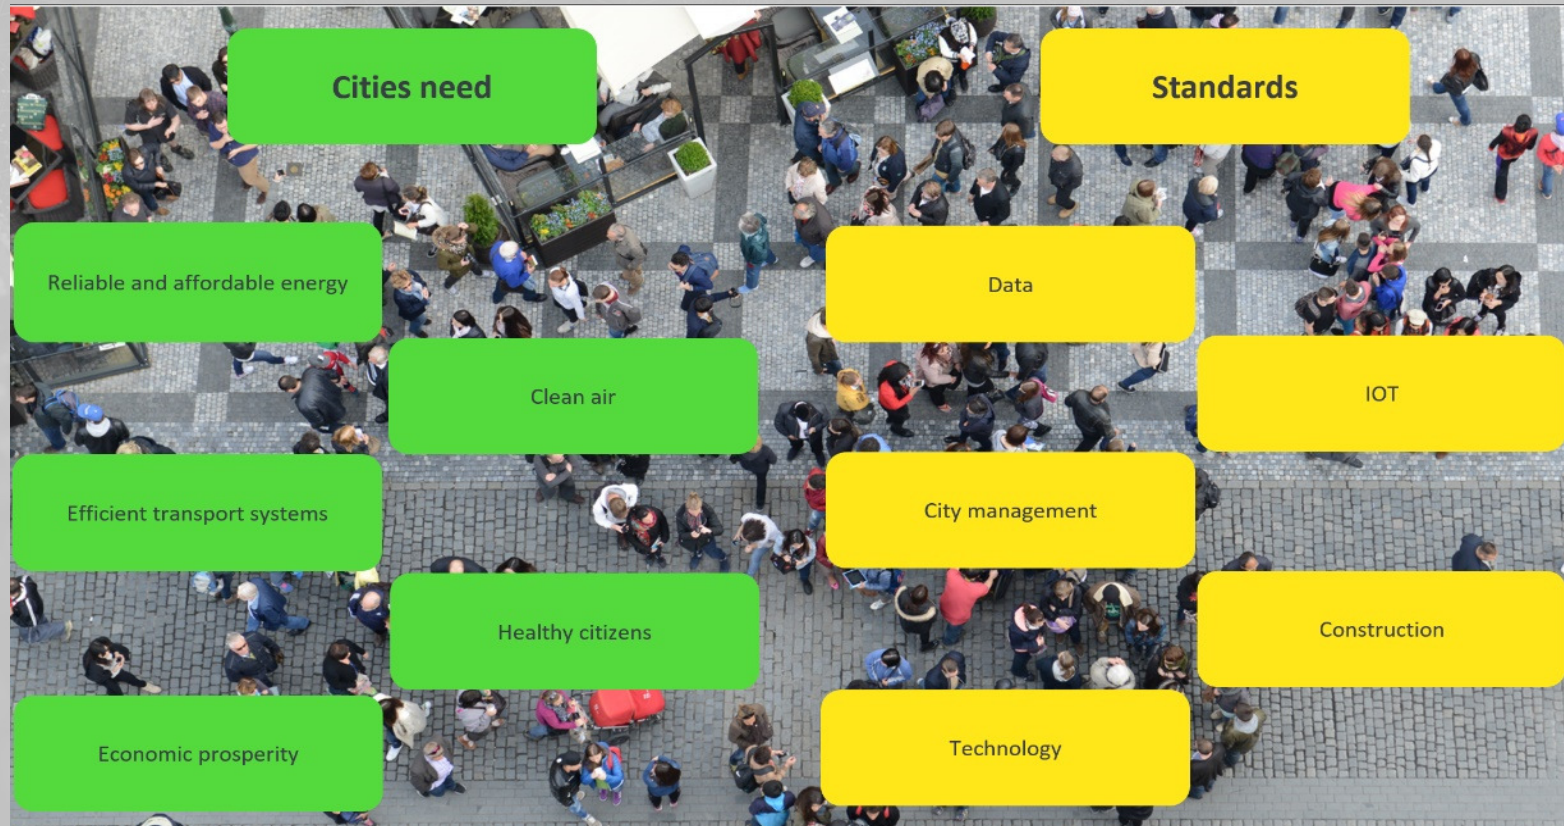 Cities need
Standards
Reliable and affordable energy
Data
Clean air
IOT
Efficient transport systems
City management
Healthy citizens
Construction
Economic prosperity
Technology